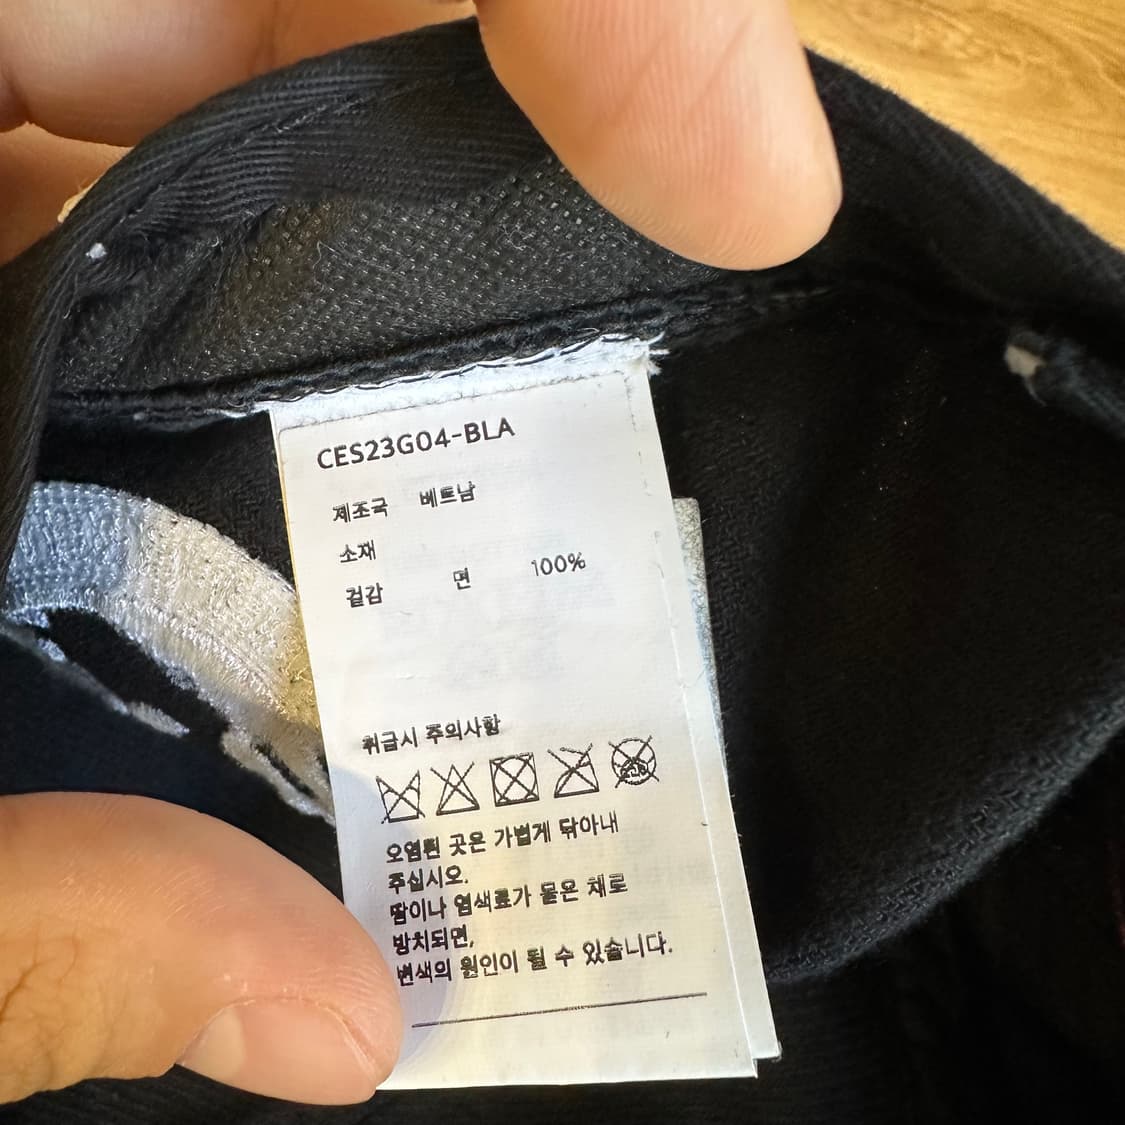 CES23G04-BLA
제조국 베트남
소재
겉감 면 100%
취급시 주의사항
오염된 곳은 가볍게 닦아내
주십시오.
땀이나 염색료가 묻은 채로
방치되면,
변색의 원인이 될 수 있습니다.